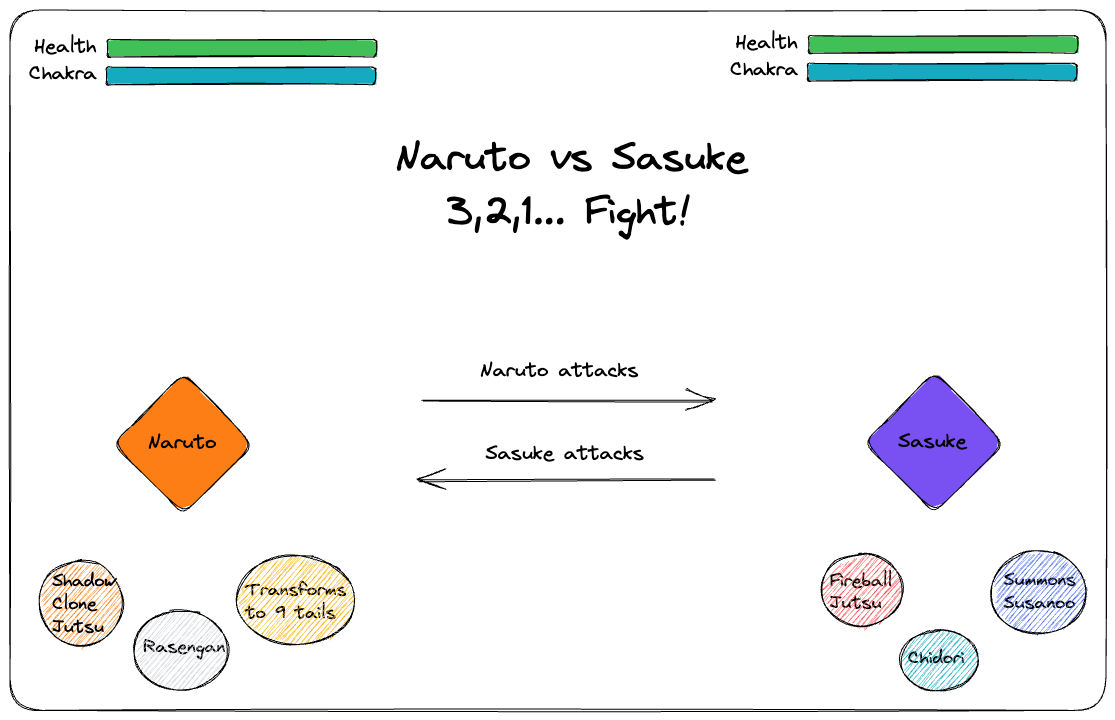 Health
Chakra
Health
Chakra
Naruto vs Sasuke
3,2,1... Fight!
Naruto attacks
Naruto
Sasuke
Sasuke attacks
Shadow
Clone
Jutsu
Rasengan
Transforms
to 9 tails
Fireball
Jutsu
Chidori
Summons
Susanoo